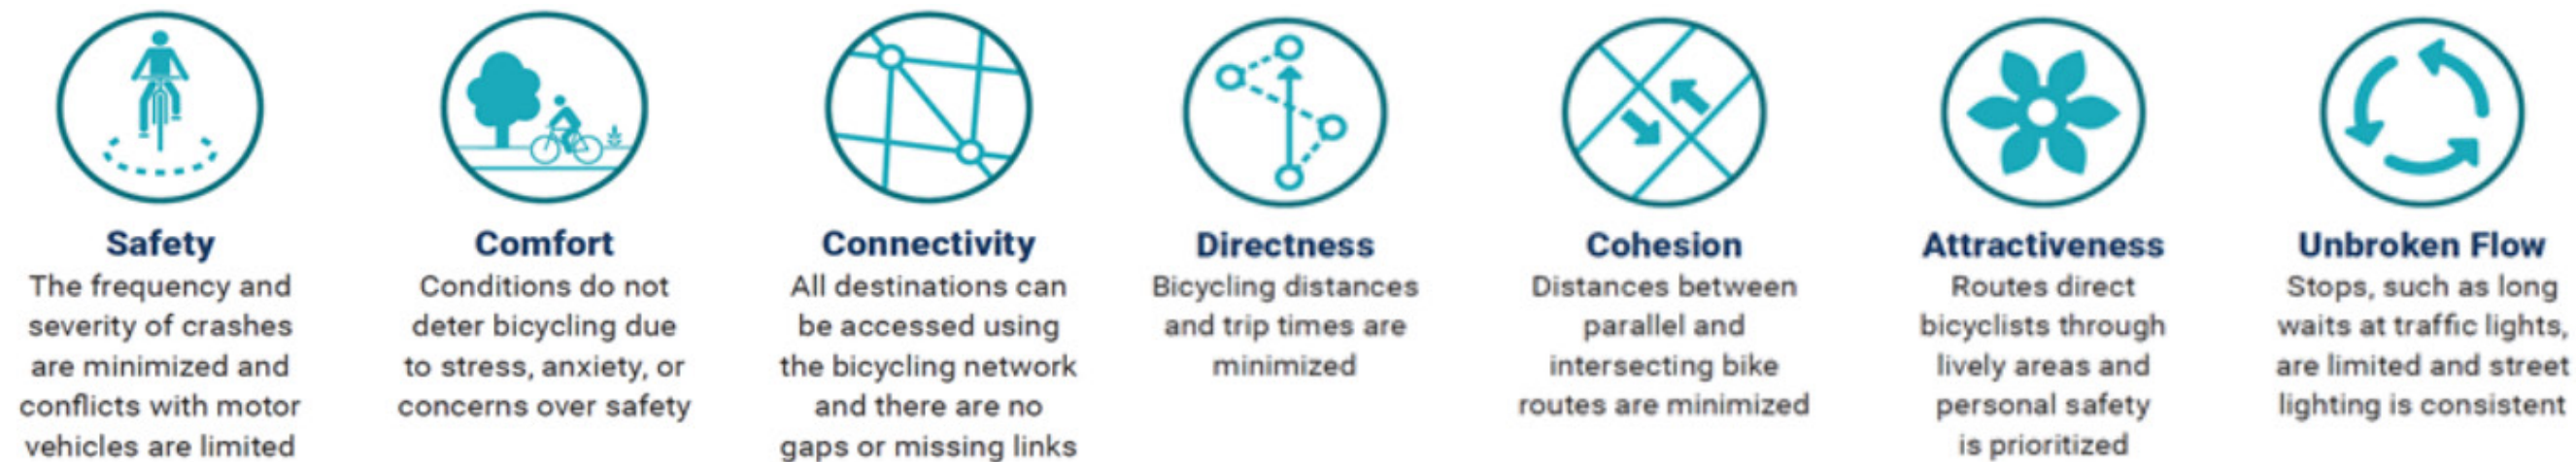 Safety
The frequency and
severity of crashes
are minimized and
conflicts with motor
vehicles are limited
Comfort
Conditions do not
deter bicycling due
to stress, anxiety, or
concerns over safety
Connectivity
All destinations can
be accessed using
the bicycling network
and there are no
gaps or missing links
Directness
Bicycling distances
and trip times are
minimized
Cohesion
Distances between
parallel and
intersecting bike
routes are minimized
Attractiveness
Routes direct
bicyclists through
lively areas and
personal safety
is prioritized
Unbroken Flow
Stops, such as long
waits at traffic lights,
are limited and street
lighting is consistent